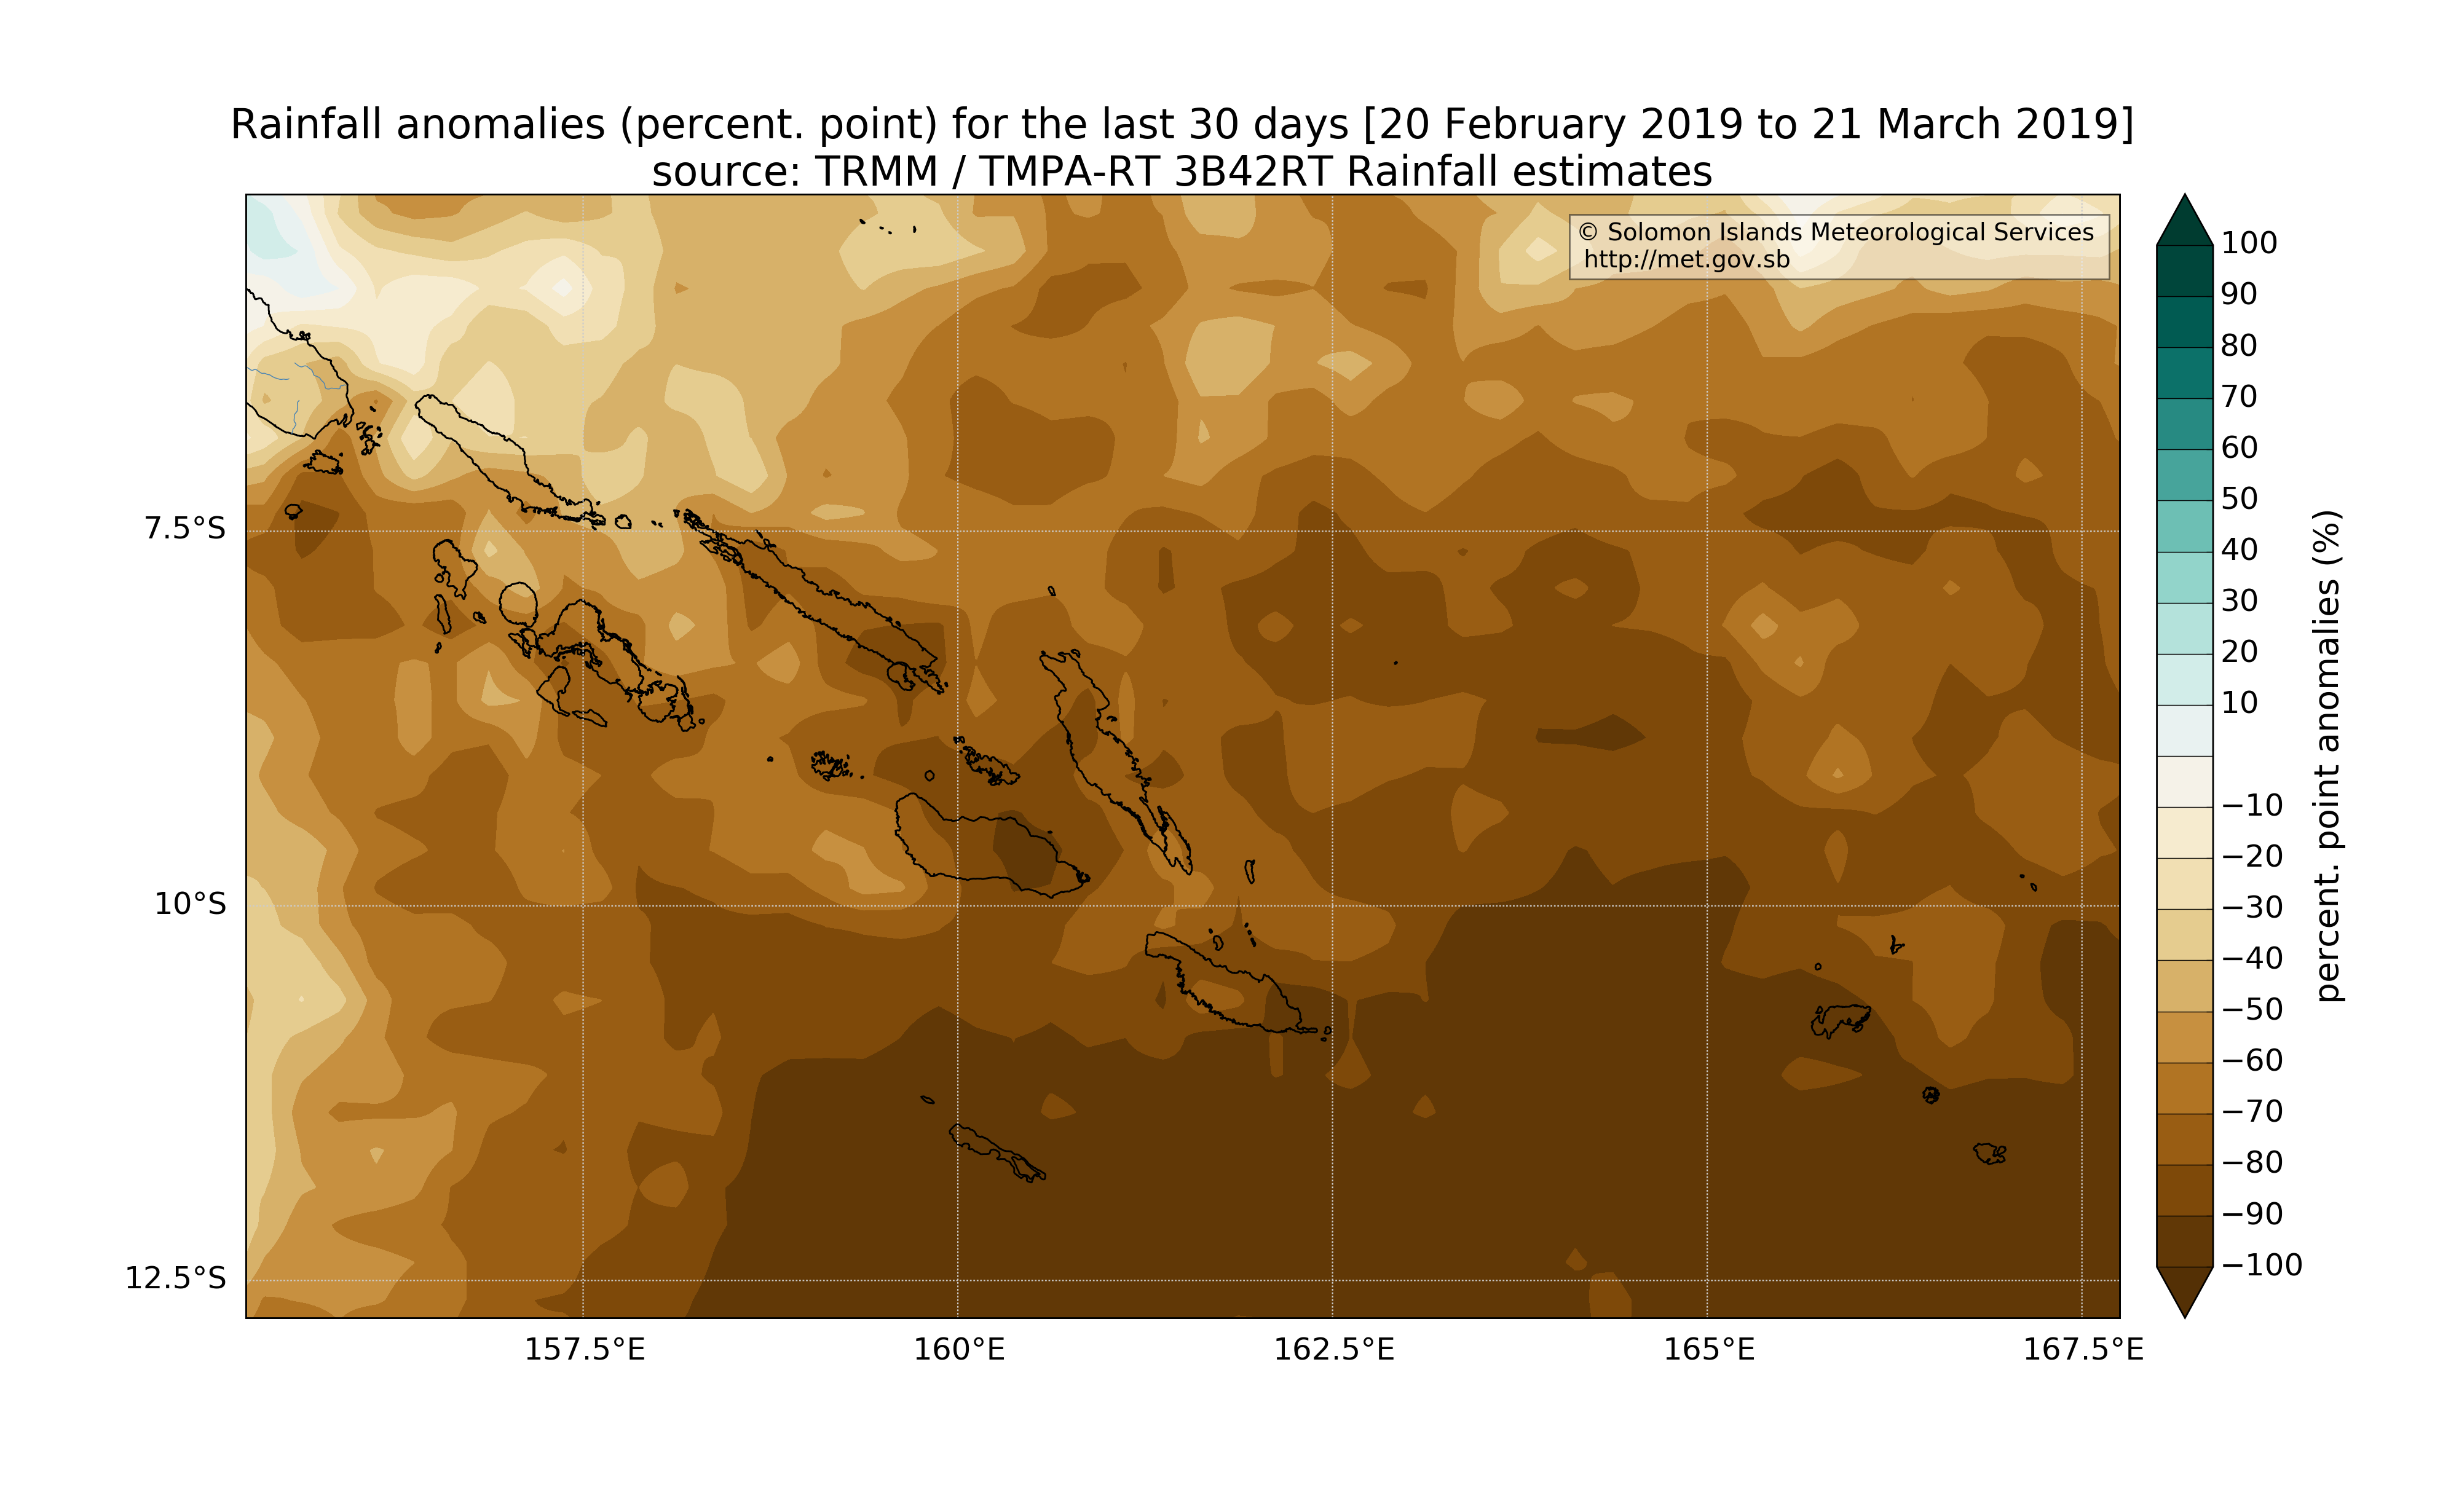 Rainfall anomalies (percent. point) for the last 30 days [20 February 2019 to 21 March 2019]
source: TRMM / TMPA-RT 3B42RT Rainfall estimates
© Solomon Islands Meteorological Services
http://met.gov.sb
7.5°S
10°S
12.5°S
157.5°E
160°E
162.5°E
165°E
167.5°E
100
90
80
70
60
50
40
30
20
10
−10
−20
−30
−40
−50
−60
−70
−80
−90
−100
percent. point anomalies (%)